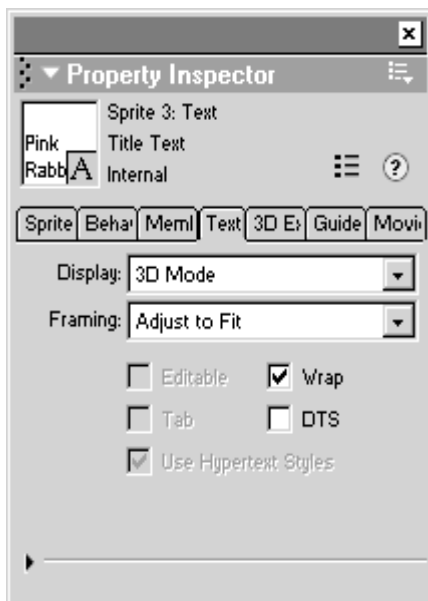 Property Inspector
Sprite 3: Text
Pink
Title Text
Rabb A
Internal
?
Sprite Behav Meml Text 3D E› Guide Movi
Display: 3D Mode
Framing: Adjust to Fit
Editable Wrap
Tab DTS
Use Hypertext Styles